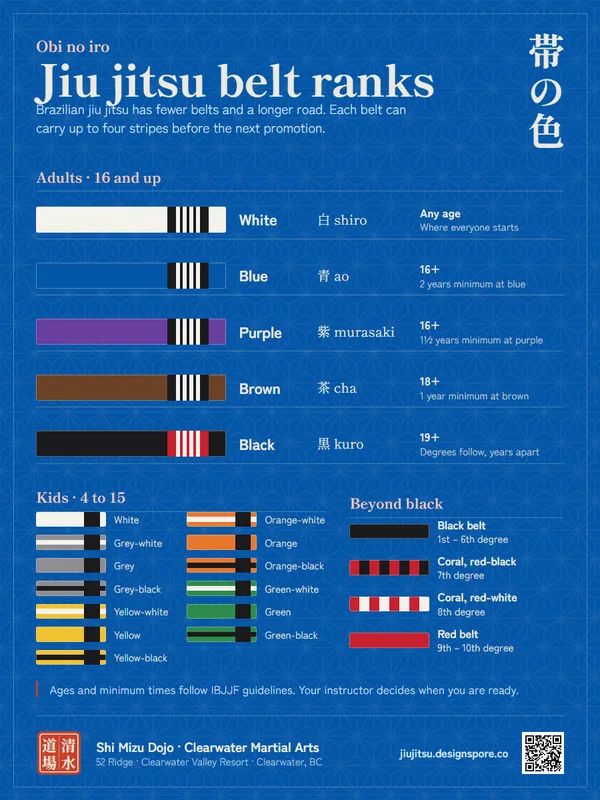 Obi no iro
帯の色
Jiu jitsu belt ranks
Brazilian jiu jitsu has fewer belts and a longer road. Each belt can
carry up to four stripes before the next promotion.
Adults · 16 and up
White 白 shiro Any age
Where everyone starts
Blue 青 ao 16+
2 years minimum at blue
Purple 紫 murasaki 16+
1½ years minimum at purple
Brown 茶 cha 18+
1 year minimum at brown
Black 黒 kuro 19+
Degrees follow, years apart
Kids · 4 to 15
White
Grey-white
Grey
Grey-black
Yellow-white
Yellow
Yellow-black
Orange-white
Orange
Orange-black
Green-white
Green
Green-black
Beyond black
Black belt
1st – 6th degree
Coral, red-black
7th degree
Coral, red-white
8th degree
Red belt
9th – 10th degree
Ages and minimum times follow IBJJF guidelines. Your instructor decides when you are ready.
清水
道場
Shi Mizu Dojo · Clearwater Martial Arts
52 Ridge · Clearwater Valley Resort · Clearwater, BC
jiujitsu.designspore.co